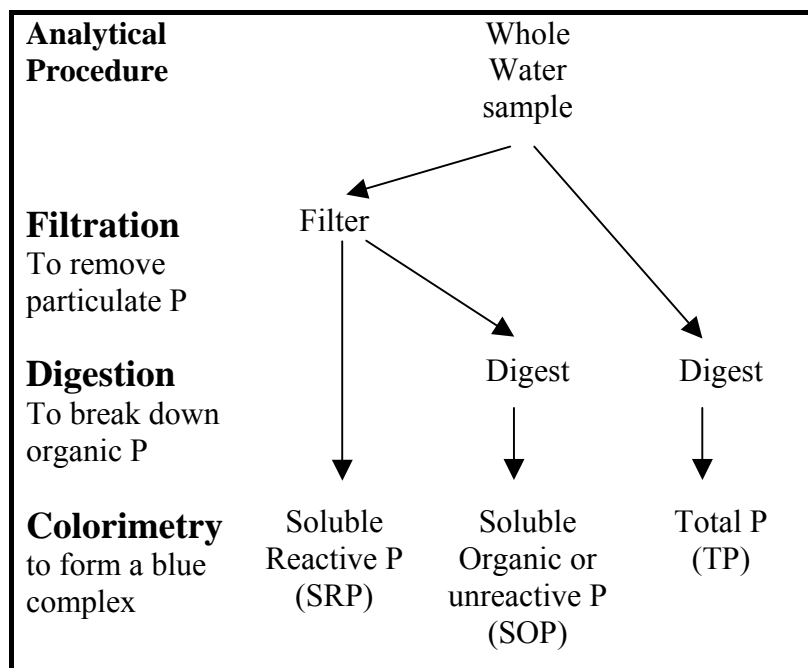 Analytical
Procedure
Whole
Water
sample
Filtration
To remove
particulate P
Filter
Digestion
To break down
organic P
Digest
Digest
Colorimetry
to form a blue
complex
Soluble
Reactive P
(SRP)
Soluble
Organic or
unreactive P
(SOP)
Total P
(TP)